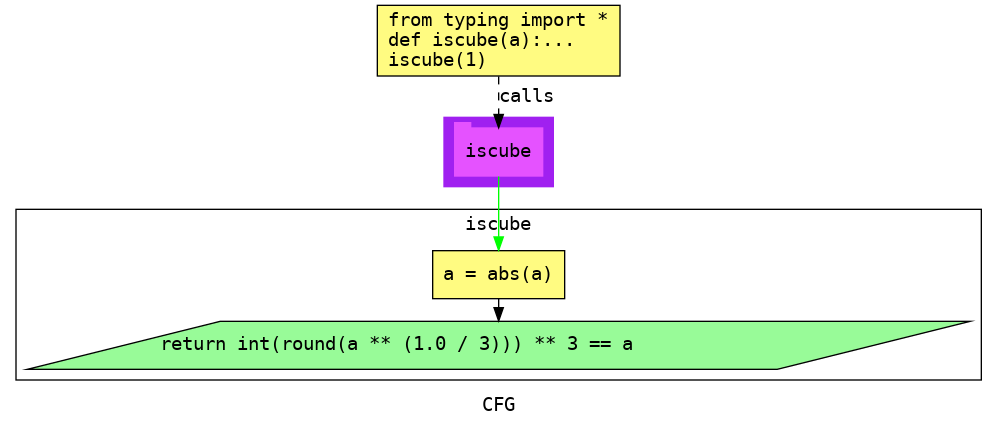 from typing import *
def iscube(a):...
iscube(1)
calls
iscube
iscube
a = abs(a)
return int(round(a ** (1.0 / 3))) ** 3 == a
CFG